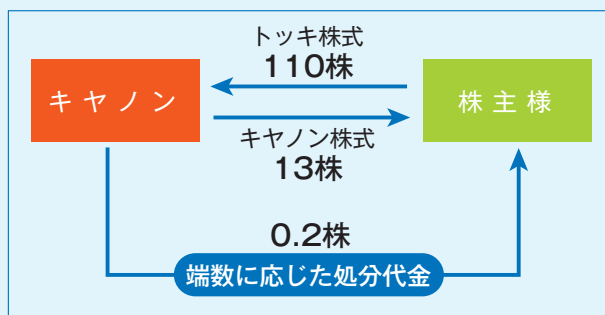 トッキ株式
110株
キヤノン
株主様
キヤノン株式
13株
0.2株
端数に応じた処分代金